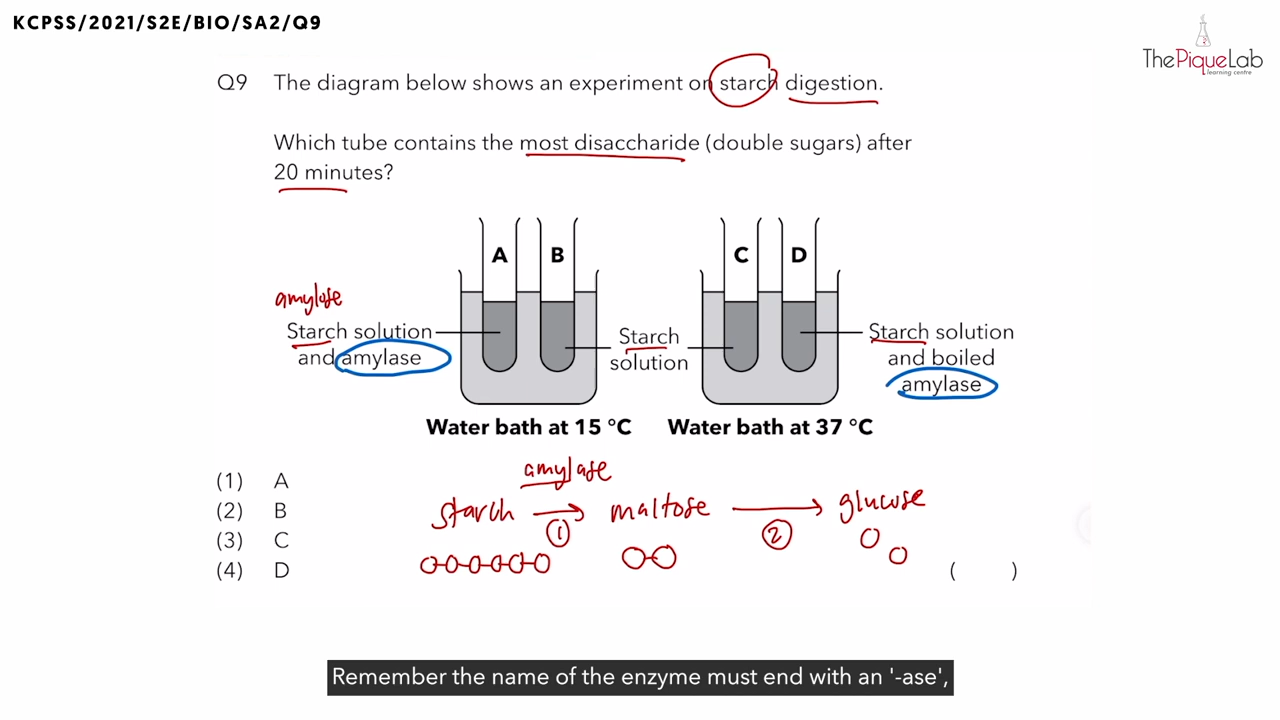 KCPSS/2021/S2E/BIO/SA2/Q9
ThePiqueLab
learning centre
Q9 The diagram below shows an experiment on starch digestion.
Which tube contains the most disaccharide (double sugars) after
20 minutes?
A B C D
amylose
Starch solution
and amylase
Starch
solution
Starch solution
and boiled
amylase
Water bath at 15 °C Water bath at 37 °C
(1) A
(2) B
(3) C
(4) D
( )
amylase
starch maltose glucose
1 2
Remember the name of the enzyme must end with an '-ase',